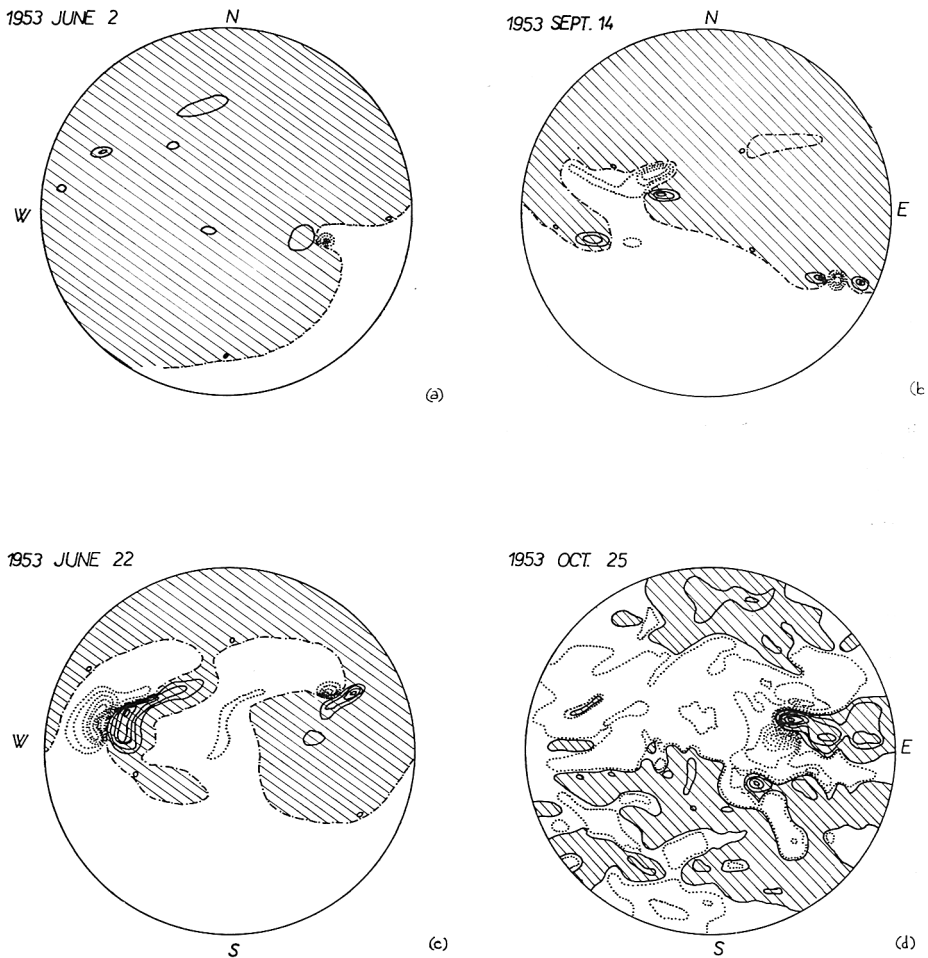 1953 JUNE 2
N
W
(a)
1953 SEPT. 14
N
E
(b
1953 JUNE 22
W
S
(c)
1953 OCT. 25
E
S
(d)